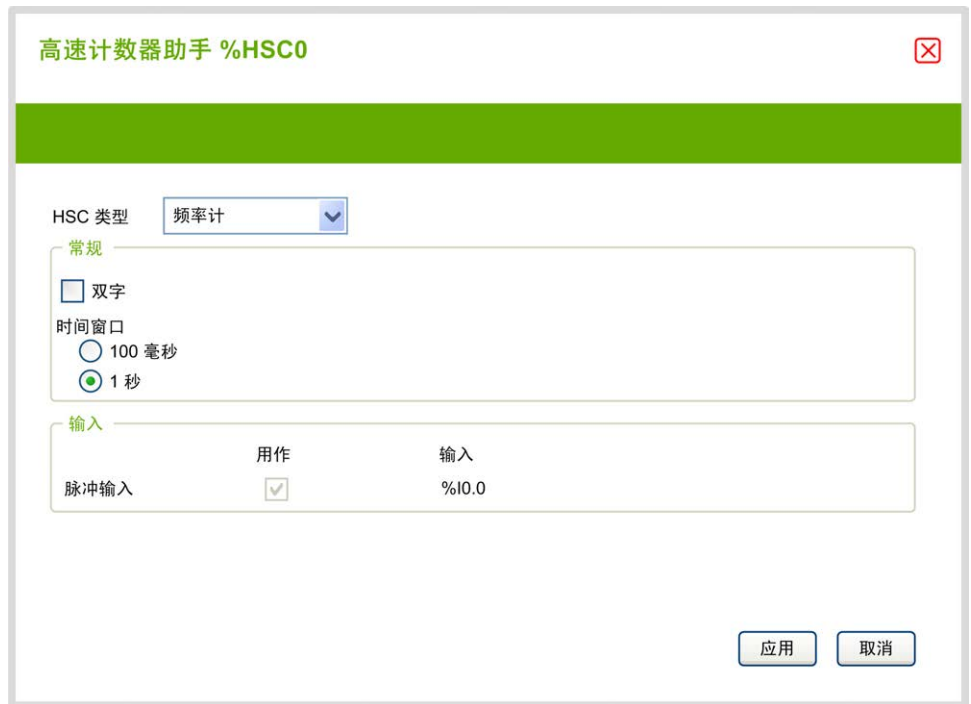 高速计数器助手 %HSC0
HSC 类型 频率计
常规
双字
时间窗口
100 毫秒
1 秒
输入
用作 输入
脉冲输入 %I0.0
应用 取消